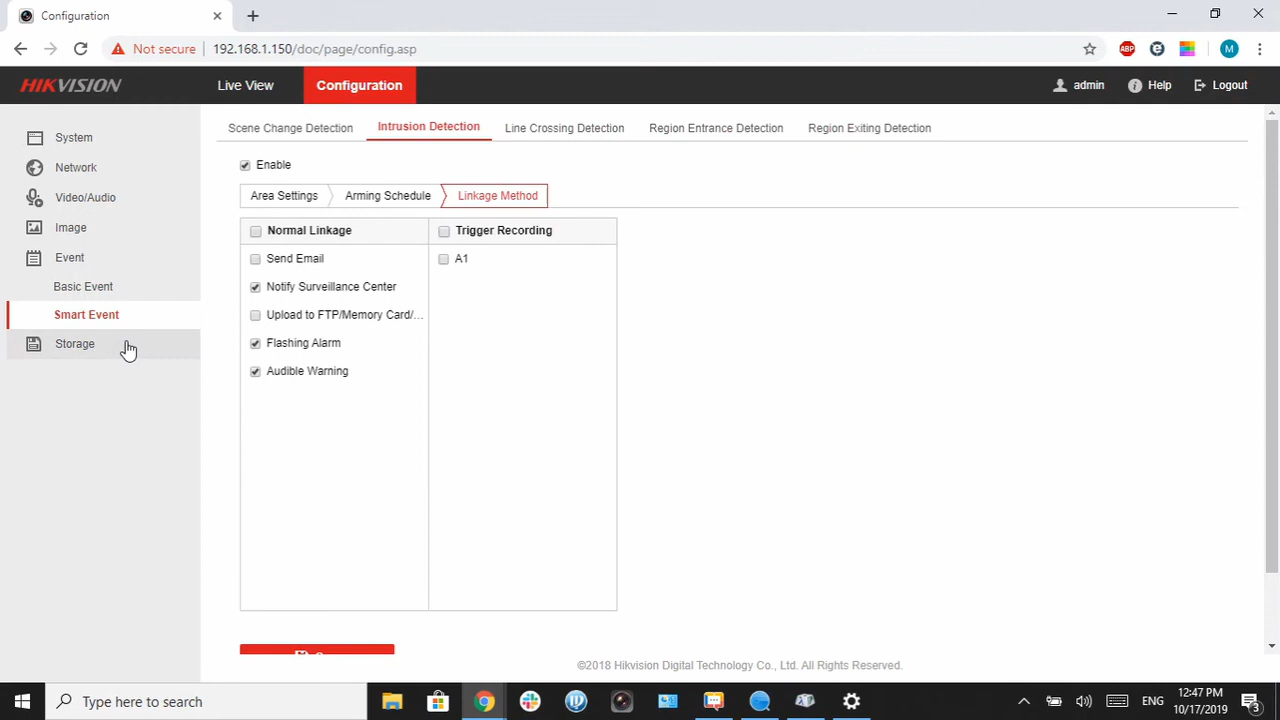 Configuration
Not secure 192.168.1.150/doc/page/config.asp
ABP
M
HIKVISION Live View Configuration admin Help Logout
System
Network
Video/Audio
Image
Event
Basic Event
Smart Event
Storage
Scene Change Detection Intrusion Detection Line Crossing Detection Region Entrance Detection Region Exiting Detection
Enable
Area Settings Arming Schedule Linkage Method
Normal Linkage Trigger Recording
Send Email A1
Notify Surveillance Center
Upload to FTP/Memory Card/...
Flashing Alarm
Audible Warning
©2018 Hikvision Digital Technology Co., Ltd. All Rights Reserved.
Type here to search
ENG
12:47 PM
10/17/2019
3